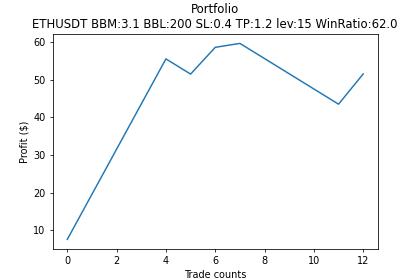 Portfolio
ETHUSDT BBM:3.1 BBL:200 SL:0.4 TP:1.2 lev:15 WinRatio:62.0
60
50
40
30
20
10
Profit ($)
0 2 4 6 8 10 12
Trade counts